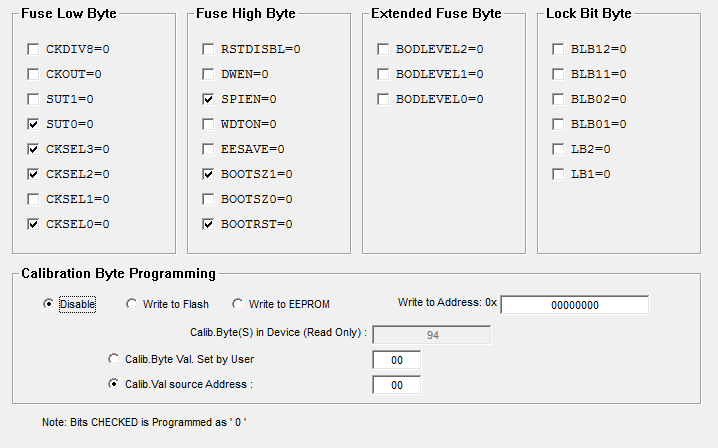 Fuse Low Byte
CKDIV8=0
CKOUT=0
SUT1=0
SUT0=0
CKSEL3=0
CKSEL2=0
CKSEL1=0
CKSEL0=0
Fuse High Byte
RSTDISBL=0
DWEN=0
SPIEN=0
WDTON=0
EESAVE=0
BOOTSZ1=0
BOOTSZ0=0
BOOTRST=0
Extended Fuse Byte
BODLEVEL2=0
BODLEVEL1=0
BODLEVEL0=0
Lock Bit Byte
BLB12=0
BLB11=0
BLB02=0
BLB01=0
LB2=0
LB1=0
Calibration Byte Programming
Disable Write to Flash Write to EEPROM Write to Address: 0x 00000000
Calib.Byte(S) in Device (Read Only) : 94
Calib.Byte Val. Set by User 00
Calib.Val source Address : 00
Note: Bits CHECKED is Programmed as ' 0 '